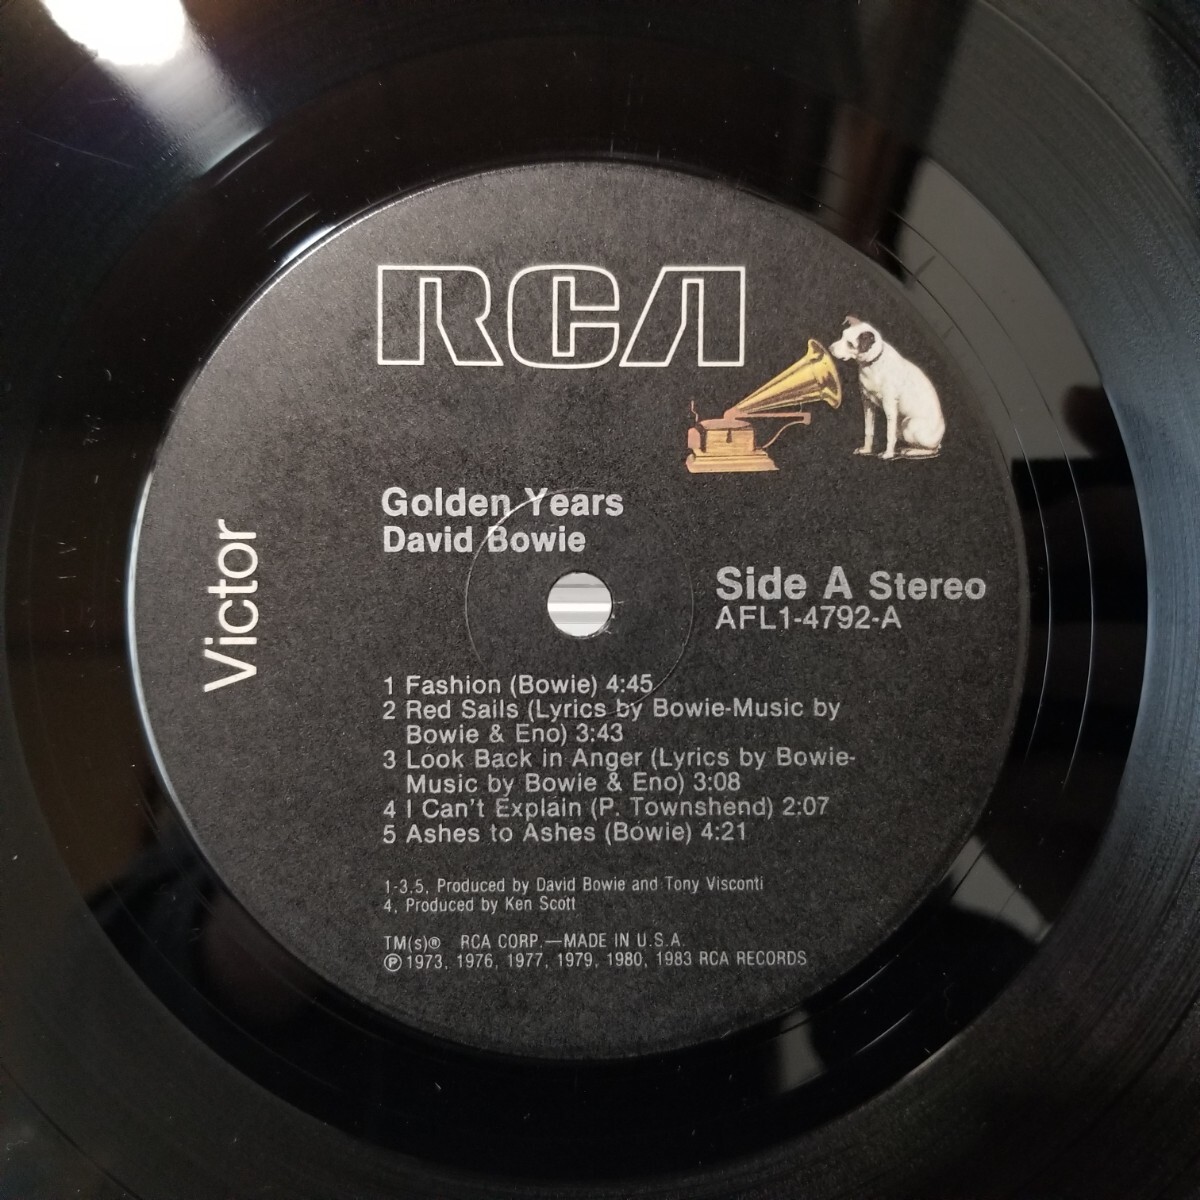 RCA
Victor
Golden Years
David Bowie
Side A Stereo
AFL1-4792-A
1 Fashion (Bowie) 4:45
2 Red Sails (Lyrics by Bowie-Music by
Bowie & Eno) 3:43
3 Look Back in Anger (Lyrics by Bowie-
Music by Bowie & Eno) 3:08
4 I Can't Explain (P. Townshend) 2:07
5 Ashes to Ashes (Bowie) 4:21
1-3,5, Produced by David Bowie and Tony Visconti
4, Produced by Ken Scott
TM(s)® RCA CORP.—MADE IN U.S.A.
℗ 1973, 1976, 1977, 1979, 1980, 1983 RCA RECORDS